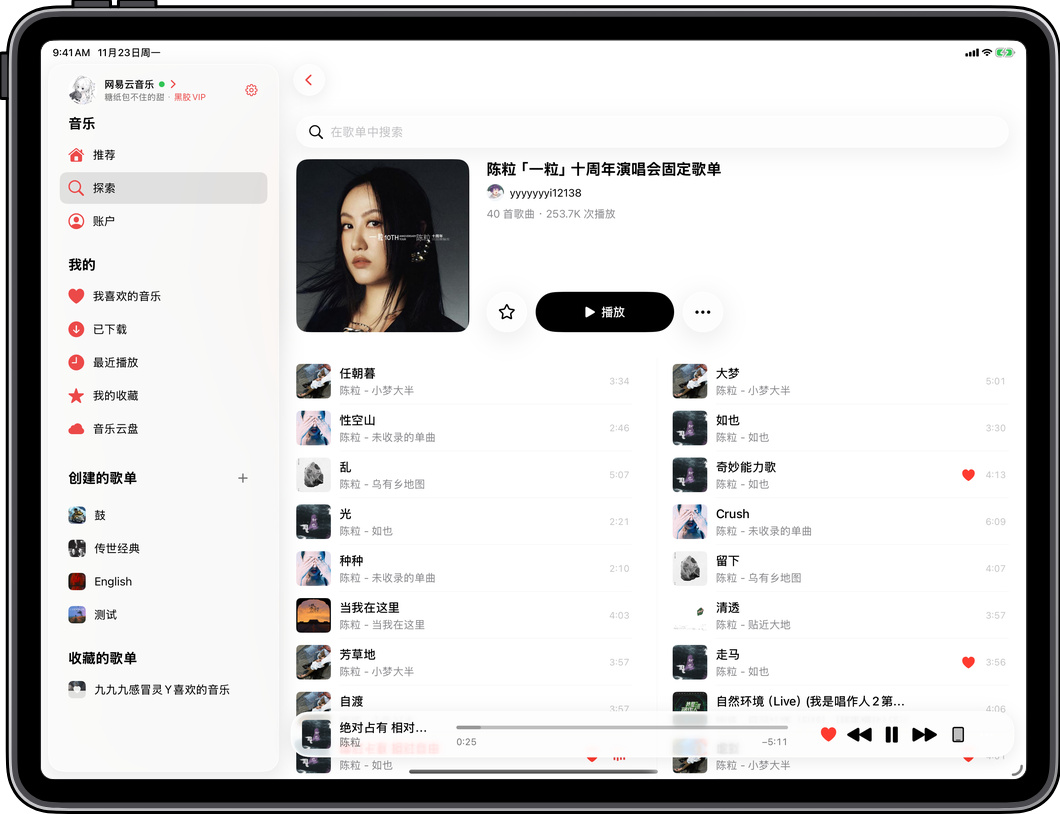 9:41 AM 11月23日周一
网易云音乐
糖纸包不住的甜 · 黑胶VIP
音乐
推荐
探索
账户
我的
我喜欢的音乐
已下载
最近播放
我的收藏
音乐云盘
创建的歌单
鼓
传世经典
English
测试
收藏的歌单
九九九感冒灵丫喜欢的音乐
在歌单中搜索
陈粒「一粒」十周年演唱会固定歌单
yyyyyyyi12138
40 首歌曲 · 253.7K 次播放
播放
任朝暮
陈粒 - 小梦大半
3:34
大梦
陈粒 - 小梦大半
5:01
性空山
陈粒 - 未收录的单曲
2:46
如也
陈粒 - 如也
3:30
乱
陈粒 - 乌有乡地图
5:07
奇妙能力歌
陈粒 - 如也
4:13
光
陈粒 - 如也
2:21
Crush
陈粒 - 未收录的单曲
6:09
种种
陈粒 - 未收录的单曲
2:10
留下
陈粒 - 乌有乡地图
4:07
当我在这里
陈粒 - 当我在这里
4:03
清透
陈粒 - 贴近大地
3:57
芳草地
陈粒 - 小梦大半
3:57
走马
陈粒 - 如也
3:56
自渡
3:57
自然环境 (Live) (我是唱作人2第...
4:06
绝对占有 相对...
陈粒
0:25
-5:11
陈粒 - 如也
陈粒 - 小梦大半